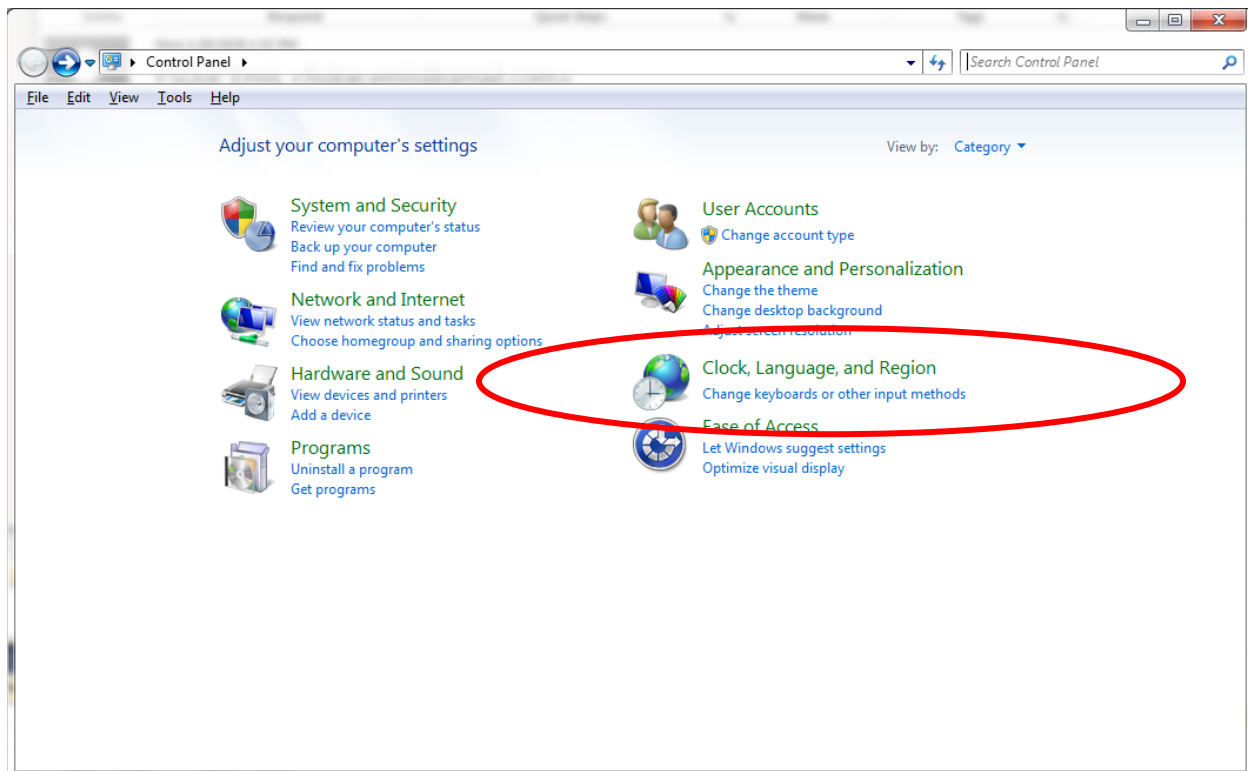 Control Panel
Search Control Panel
File Edit View Tools Help
Adjust your computer's settings
View by: Category
System and Security
Review your computer's status
Back up your computer
Find and fix problems
Network and Internet
View network status and tasks
Choose homegroup and sharing options
Hardware and Sound
View devices and printers
Add a device
Programs
Uninstall a program
Get programs
User Accounts
Change account type
Appearance and Personalization
Change the theme
Change desktop background
Adjust screen resolution
Clock, Language, and Region
Change keyboards or other input methods
Ease of Access
Let Windows suggest settings
Optimize visual display